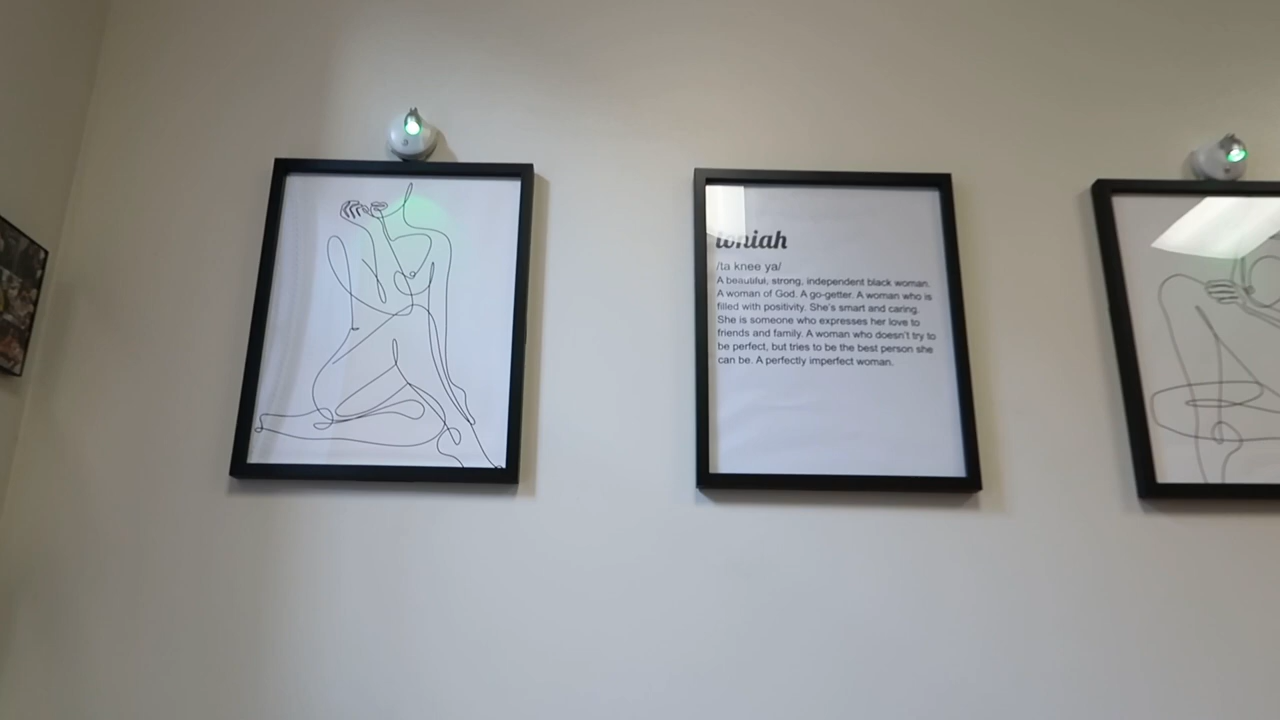 toniah
/ta knee ya/
A beautiful, strong, independent black woman.
A woman of God. A go-getter. A woman who is
filled with positivity. She's smart and caring.
She is someone who expresses her love to
friends and family. A woman who doesn't try to
be perfect, but tries to be the best person she
can be. A perfectly imperfect woman.